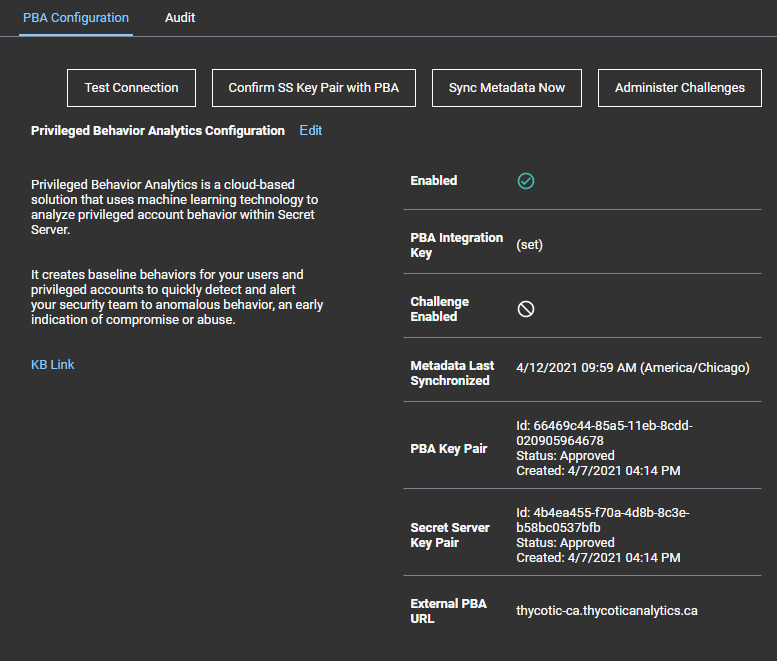 PBA Configuration
Audit
Test Connection
Confirm SS Key Pair with PBA
Sync Metadata Now
Administer Challenges
Privileged Behavior Analytics Configuration
Edit
Privileged Behavior Analytics is a cloud-based
solution that uses machine learning technology to
analyze privileged account behavior within Secret
Server.
It creates baseline behaviors for your users and
privileged accounts to quickly detect and alert
your security team to anomalous behavior, an early
indication of compromise or abuse.
KB Link
Enabled
PBA Integration
Key
(set)
Challenge
Enabled
Metadata Last
Synchronized
4/12/2021 09:59 AM (America/Chicago)
PBA Key Pair
Id: 66469c44-85a5-11eb-8cdd-
020905964678
Status: Approved
Created: 4/7/2021 04:14 PM
Secret Server
Key Pair
Id: 4b4ea455-f70a-4d8b-8c3e-
b58bc0537bfb
Status: Approved
Created: 4/7/2021 04:14 PM
External PBA
URL
thycotic-ca.thycoticanalytics.ca